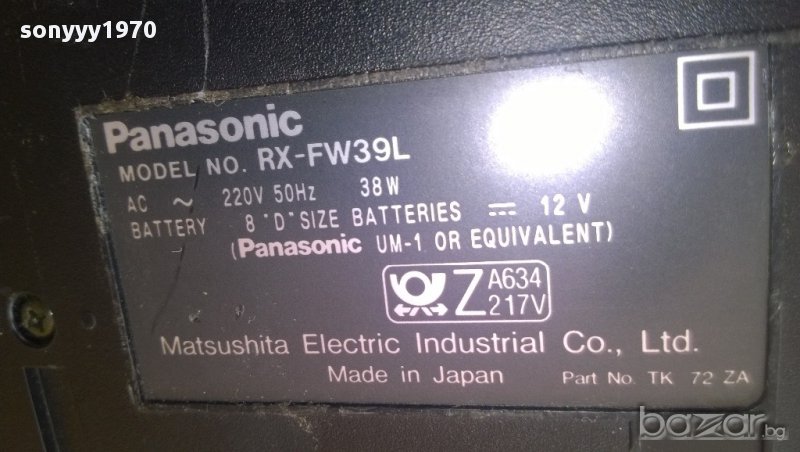 sonyyy1970
Panasonic
MODEL NO. RX-FW39L
AC ~ 220V 50Hz 38W
BATTERY 8 "D" SIZE BATTERIES ⎓ 12 V
(Panasonic UM-1 OR EQUIVALENT)
Z A634
217V
Matsushita Electric Industrial Co., Ltd.
Made in Japan Part No. TK 72 ZA
bazar.bg